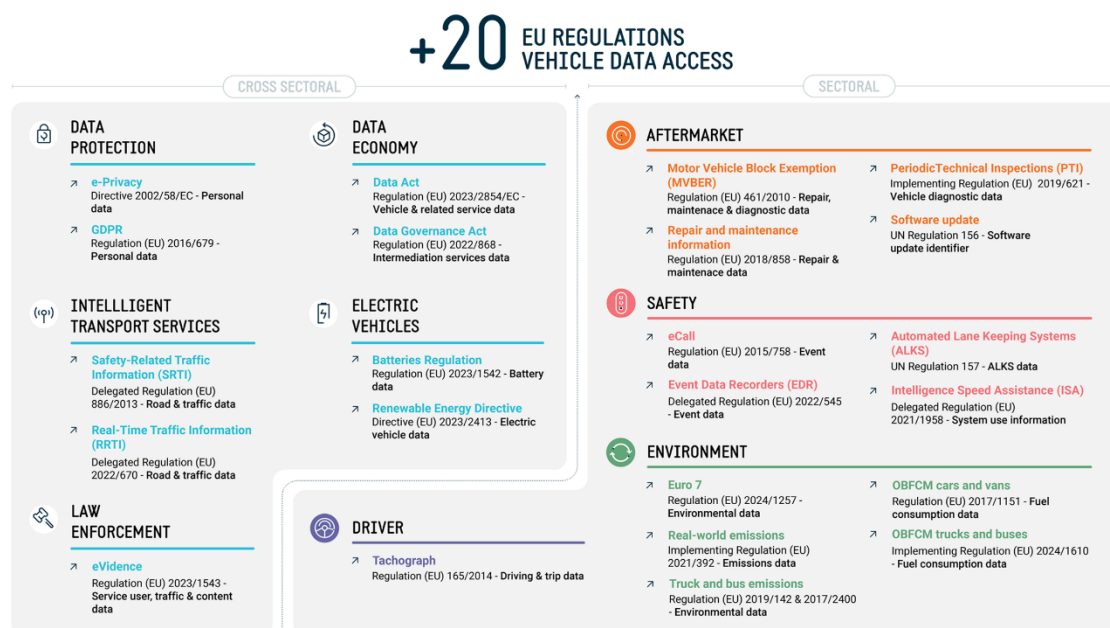 +20
EU REGULATIONS
VEHICLE DATA ACCESS
CROSS SECTORAL
DATA
PROTECTION
e-Privacy
Directive 2002/58/EC - Personal
data
GDPR
Regulation (EU) 2016/679 -
Personal data
DATA
ECONOMY
Data Act
Regulation (EU) 2023/2854/EC -
Vehicle & related service data
Data Governance Act
Regulation (EU) 2022/868 -
Intermediation services data
INTELLLIGENT
TRANSPORT SERVICES
Safety-Related Traffic
Information (SRTI)
Delegated Regulation (EU)
886/2013 - Road & traffic data
Real-Time Traffic Information
(RRTI)
Delegated Regulation (EU)
2022/670 - Road & traffic data
ELECTRIC
VEHICLES
Batteries Regulation
Regulation (EU) 2023/1542 - Battery
data
Renewable Energy Directive
Directive (EU) 2023/2413 - Electric
vehicle data
LAW
ENFORCEMENT
eVidence
Regulation (EU) 2023/1543 -
Service user, traffic & content
data
SECTORAL
DRIVER
Tachograph
Regulation (EU) 165/2014 - Driving & trip data
AFTERMARKET
Motor Vehicle Block Exemption
(MVBER)
Regulation (EU) 461/2010 - Repair,
maintenace & diagnostic data
Repair and maintenance
information
Regulation (EU) 2018/858 - Repair &
maintenace data
PeriodicTechnical Inspections (PTI)
Implementing Regulation (EU) 2019/621 -
Vehicle diagnostic data
Software update
UN Regulation 156 - Software
update identifier
SAFETY
eCall
Regulation (EU) 2015/758 - Event
data
Event Data Recorders (EDR)
Delegated Regulation (EU) 2022/545
- Event data
Automated Lane Keeping Systems
(ALKS)
UN Regulation 157 - ALKS data
Intelligence Speed Assistance (ISA)
Delegated Regulation (EU)
2021/1958 - System use information
ENVIRONMENT
Euro 7
Regulation (EU) 2024/1257 -
Environmental data
Real-world emissions
Implementing Regulation (EU)
2021/392 - Emissions data
Truck and bus emissions
Regulation (EU) 2019/142 & 2017/2400
- Environmental data
OBFCM cars and vans
Regulation (EU) 2017/1151 - Fuel
consumption data
OBFCM trucks and buses
Implementing Regulation (EU) 2024/1610
- Fuel consumption data